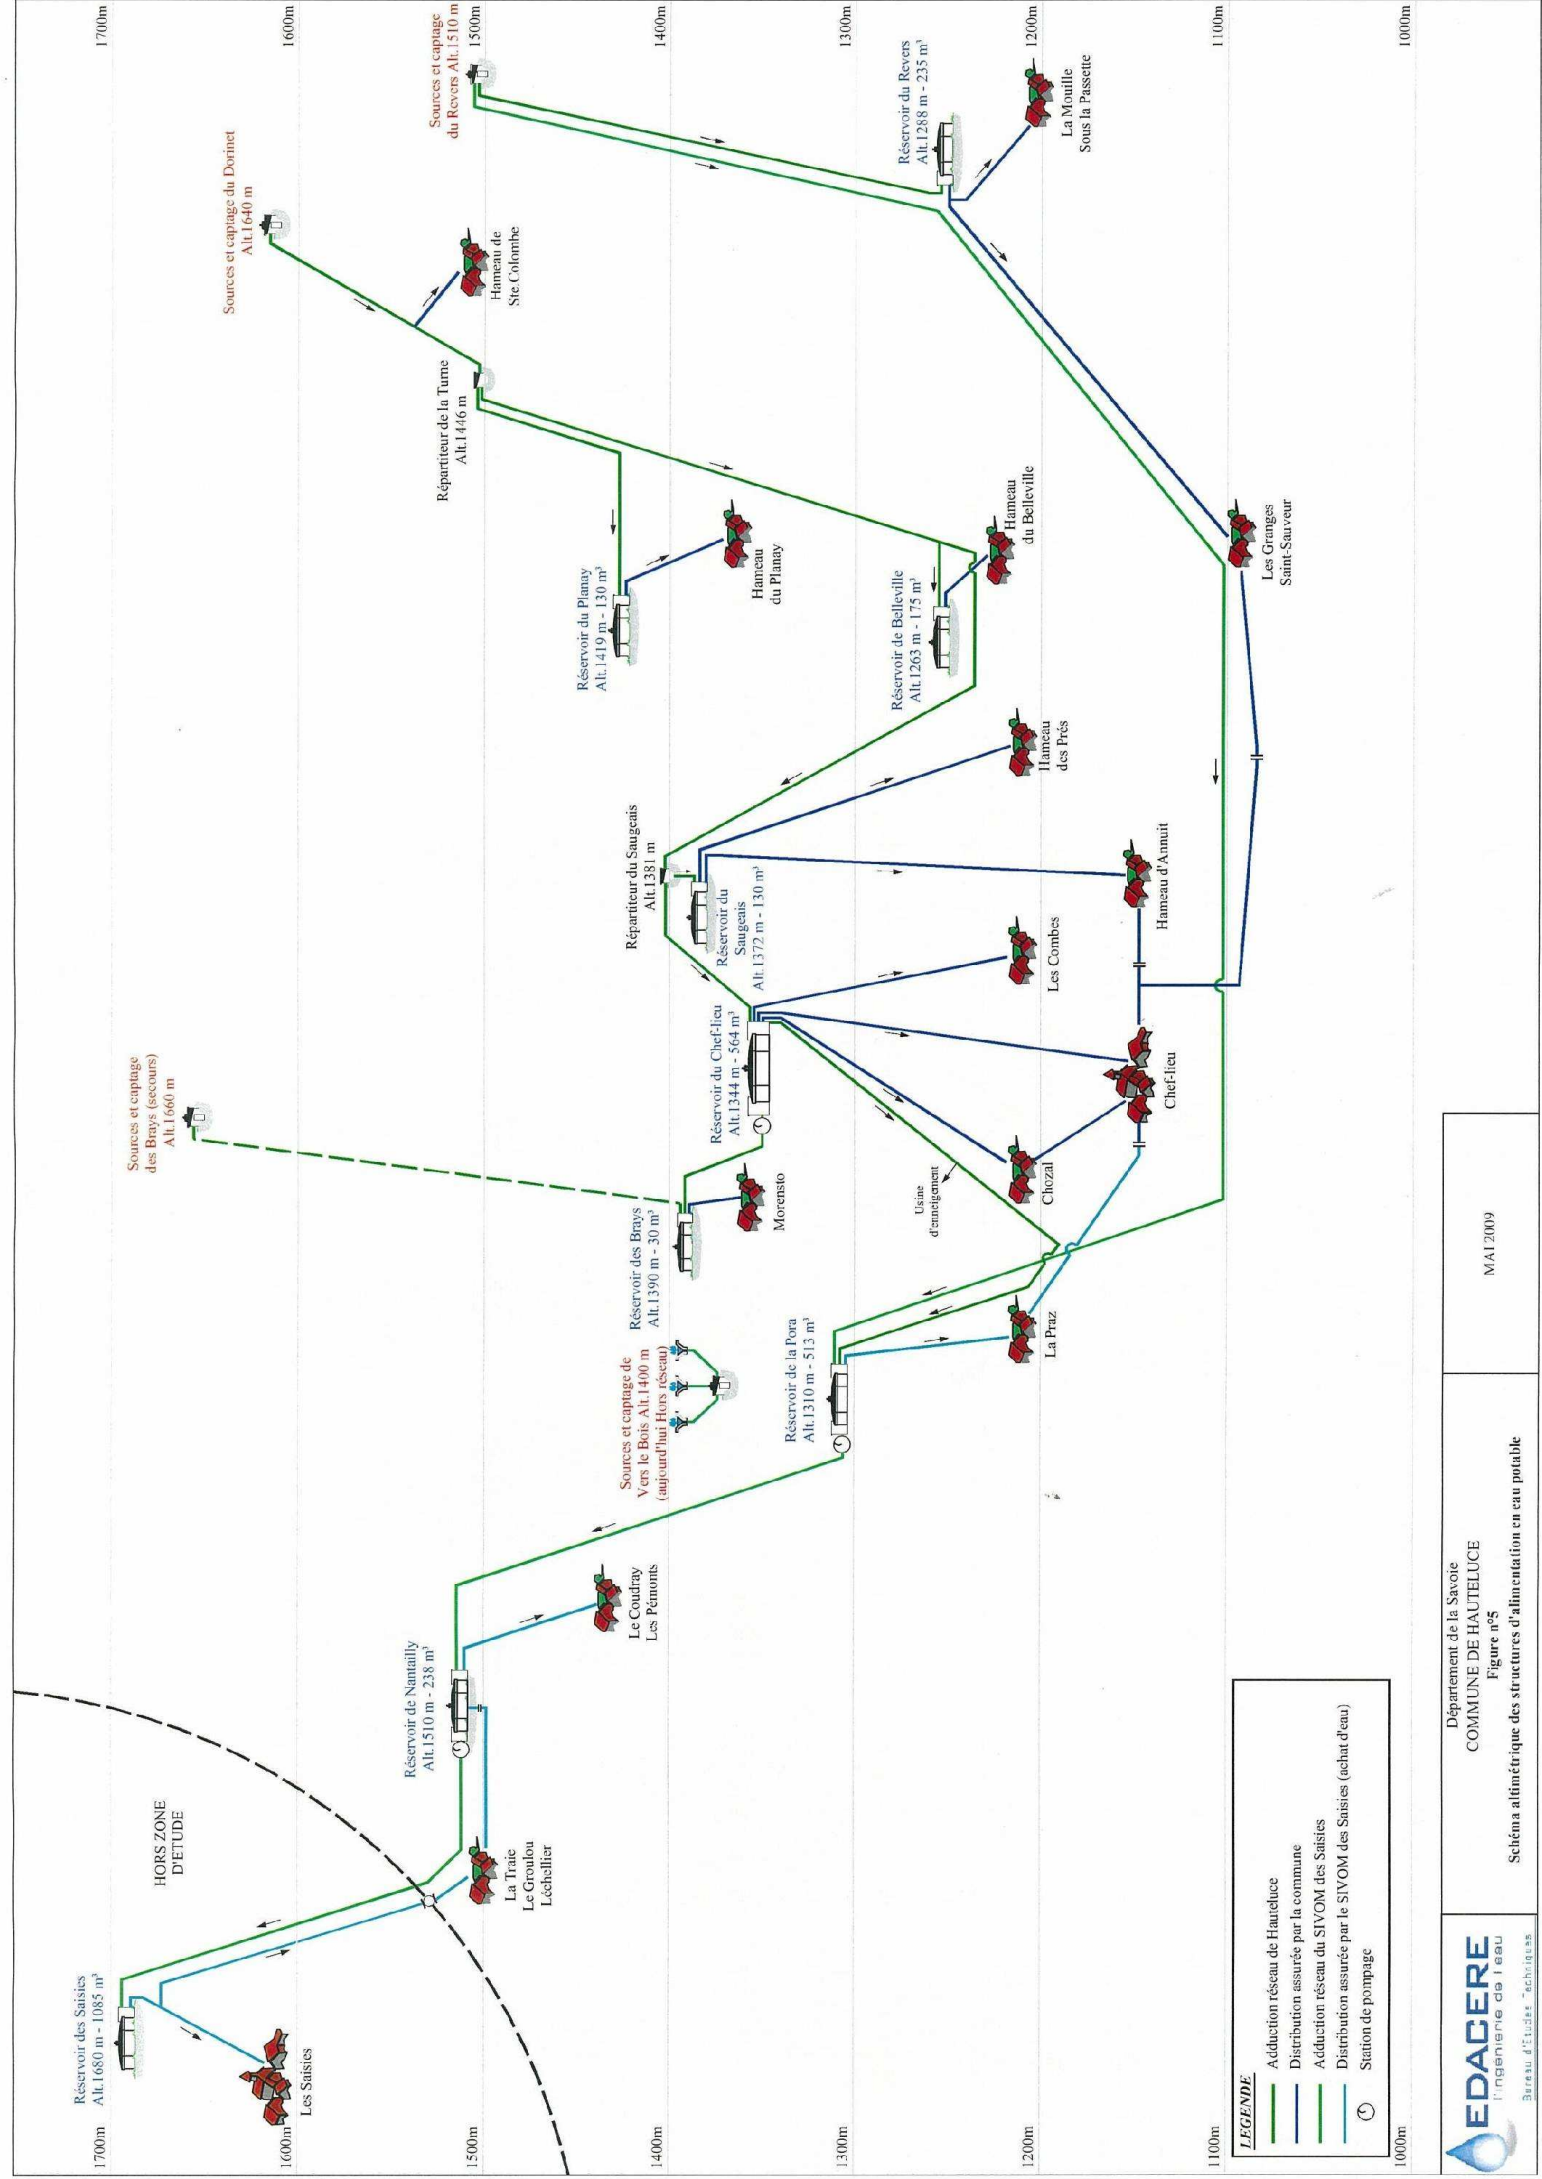 1700m
1600m
1500m
1400m
1300m
1200m
1100m
1000m
1700m
1600m
1500m
1400m
1300m
1200m
1100m
1000m
Réservoir des Saisies
Alt.1680 m - 1085 m³
Les Saisies
HORS ZONE
D'ETUDE
La Traie
Le Groulou
Léchellier
Réservoir de Nantailly
Alt.1510 m - 238 m³
Le Coudray
Les Pémonts
Sources et captage de
Vers le Bois Alt.1400 m
(aujourd'hui Hors réseau)
Réservoir de la Pora
Alt.1310 m - 513 m³
La Praz
Sources et captage
des Brays (secours)
Alt.1660 m
Réservoir des Brays
Alt.1390 m - 30 m³
Morensto
Réservoir du Chef-lieu
Alt.1344 m - 564 m³
Usine
d'enneigement
Chozal
Chef-lieu
Les Combes
Répartiteur du Saugeais
Alt.1381 m
Réservoir du
Saugeais
Alt.1372 m - 130 m³
Hameau d'Annuit
Hameau
des Prés
Réservoir du Planay
Alt.1419 m - 130 m³
Hameau
du Planay
Réservoir de Belleville
Alt.1263 m - 175 m³
Hameau
du Belleville
Répartiteur de la Turne
Alt.1446 m
Sources et captage du Dorinet
Alt.1640 m
Hameau de
Ste.Colombe
Sources et captage
du Revers Alt.1510 m
Réservoir du Revers
Alt.1288 m - 235 m³
La Mouille
Sous la Passette
Les Granges
Saint-Sauveur
LEGENDE
Adduction réseau de Hauteluce
Distribution assurée par la commune
Adduction réseau du SIVOM des Saisies
Distribution assurée par le SIVOM des Saisies (achat d'eau)
Station de pompage
EDACERE
l'ingénierie de l'eau
Bureau d'Etudes Techniques
Département de la Savoie
COMMUNE DE HAUTELUCE
Figure n°5
Schéma altimétrique des structures d'alimentation en eau potable
MAI 2009